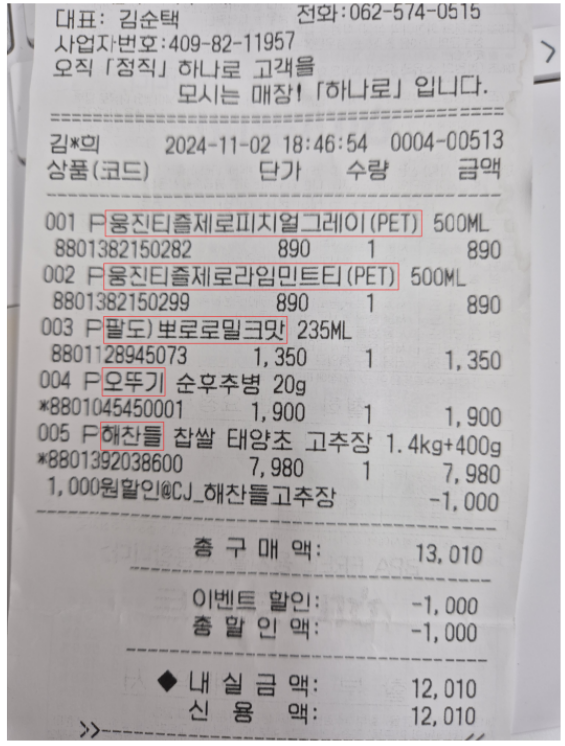 대표: 김순택 전화:062-574-0515
사업자번호:409-82-11957
오직 「정직」 하나로 고객을
모시는 매장! 「하나로」 입니다.
김*희 2024-11-02 18:46:54 0004-00513
상품(코드) 단가 수량 금액
001 P웅진티즐제로피치얼그레이(PET) 500ML
8801382150282 890 1 890
002 P웅진티즐제로라임민트티(PET) 500ML
8801382150299 890 1 890
003 P팔도)뽀로로밀크맛 235ML
8801128945073 1,350 1 1,350
004 P오뚜기 순후추병 20g
*8801045450001 1,900 1 1,900
005 P해찬들 찹쌀 태양초 고추장 1.4kg+400g
*8801392038600 7,980 1 7,980
1,000원할인@CJ_해찬들고추장 -1,000
총 구 매 액: 13,010
이벤트 할인: -1,000
총 할 인 액: -1,000
◆ 내 실 금 액: 12,010
신 용 액: 12,010